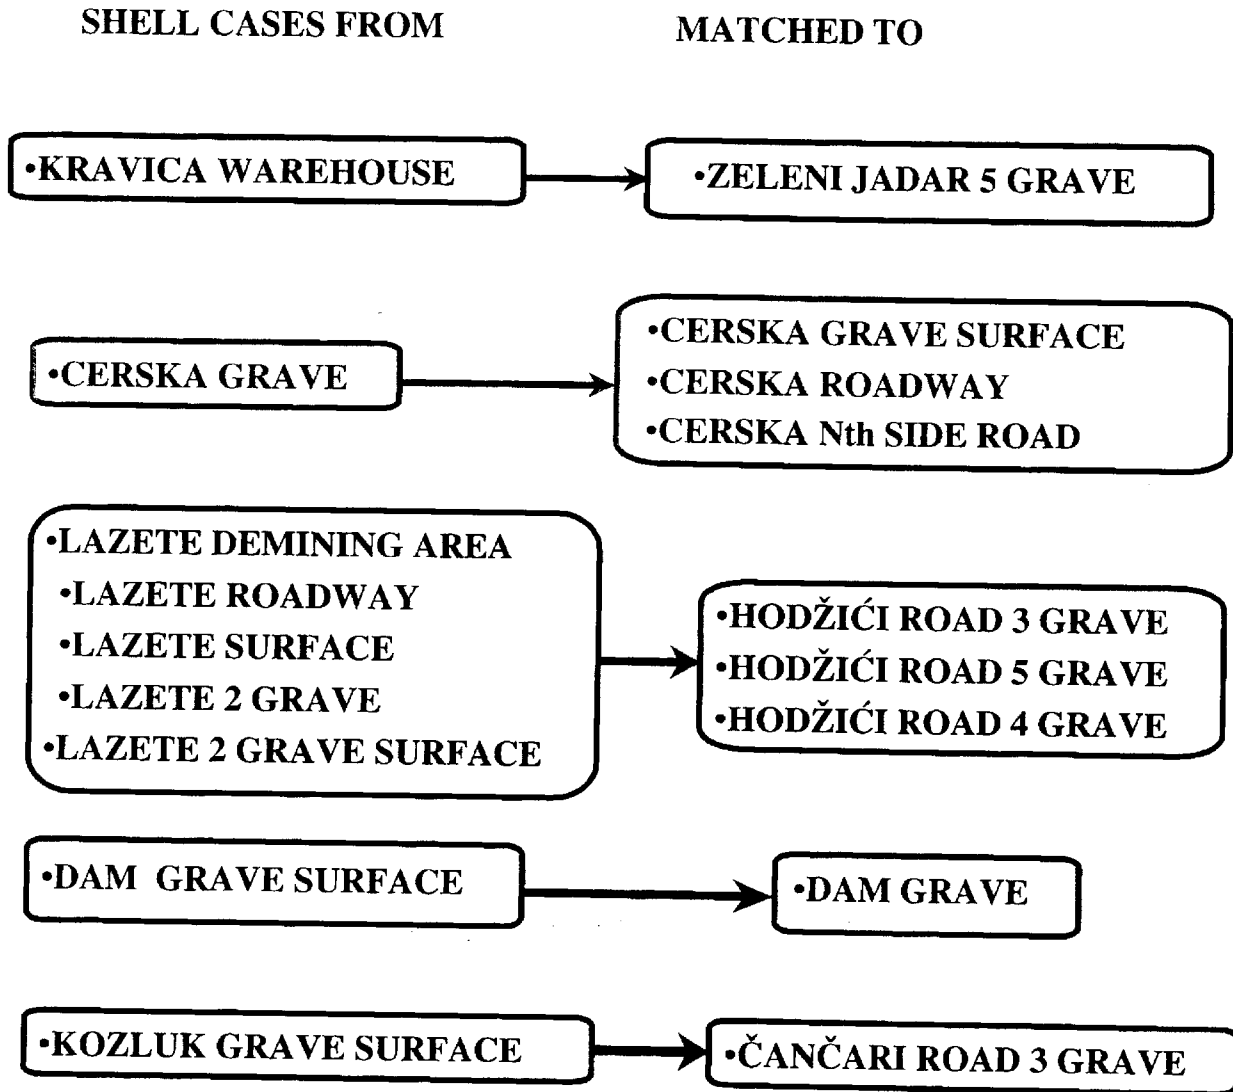 SHELL CASES FROM
MATCHED TO
•KRAVICA WAREHOUSE
•ZELENI JADAR 5 GRAVE
•CERSKA GRAVE
•CERSKA GRAVE SURFACE
•CERSKA ROADWAY
•CERSKA Nth SIDE ROAD
•LAZETE DEMINING AREA
•LAZETE ROADWAY
•LAZETE SURFACE
•LAZETE 2 GRAVE
•LAZETE 2 GRAVE SURFACE
•HODŽIĆI ROAD 3 GRAVE
•HODŽIĆI ROAD 5 GRAVE
•HODŽIĆI ROAD 4 GRAVE
•DAM GRAVE SURFACE
•DAM GRAVE
•KOZLUK GRAVE SURFACE
•ČANČARI ROAD 3 GRAVE